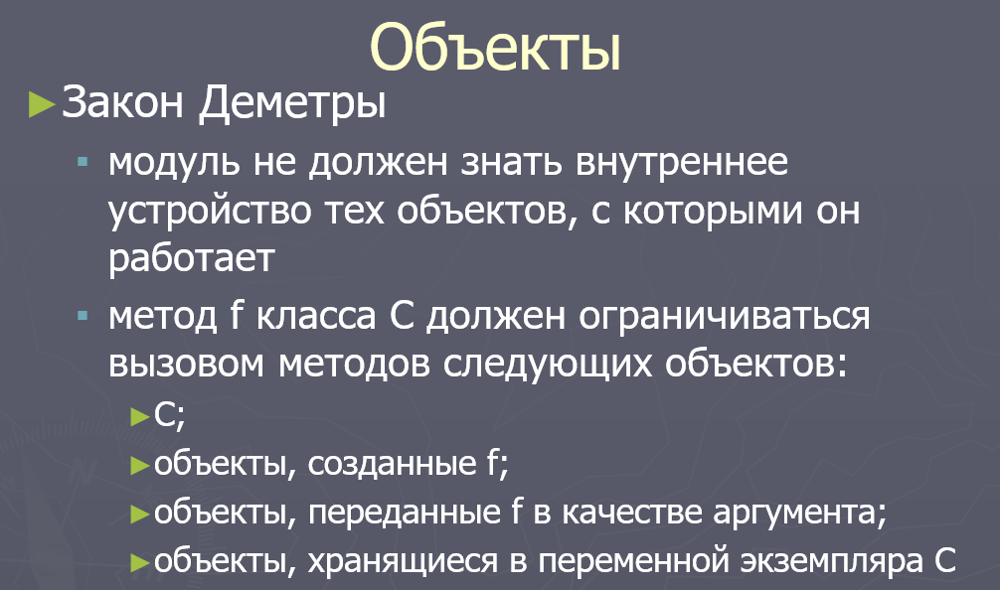 Объекты
Закон Деметры
модуль не должен знать внутреннее
устройство тех объектов, с которыми он
работает
метод f класса C должен ограничиваться
вызовом методов следующих объектов:
C;
объекты, созданные f;
объекты, переданные f в качестве аргумента;
объекты, хранящиеся в переменной экземпляра C